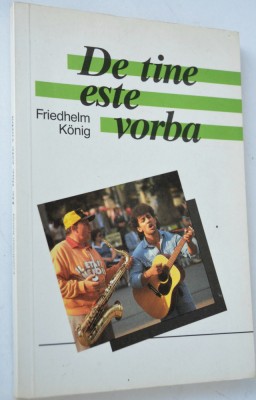 De tine
este
Friedhelm
König
vorba